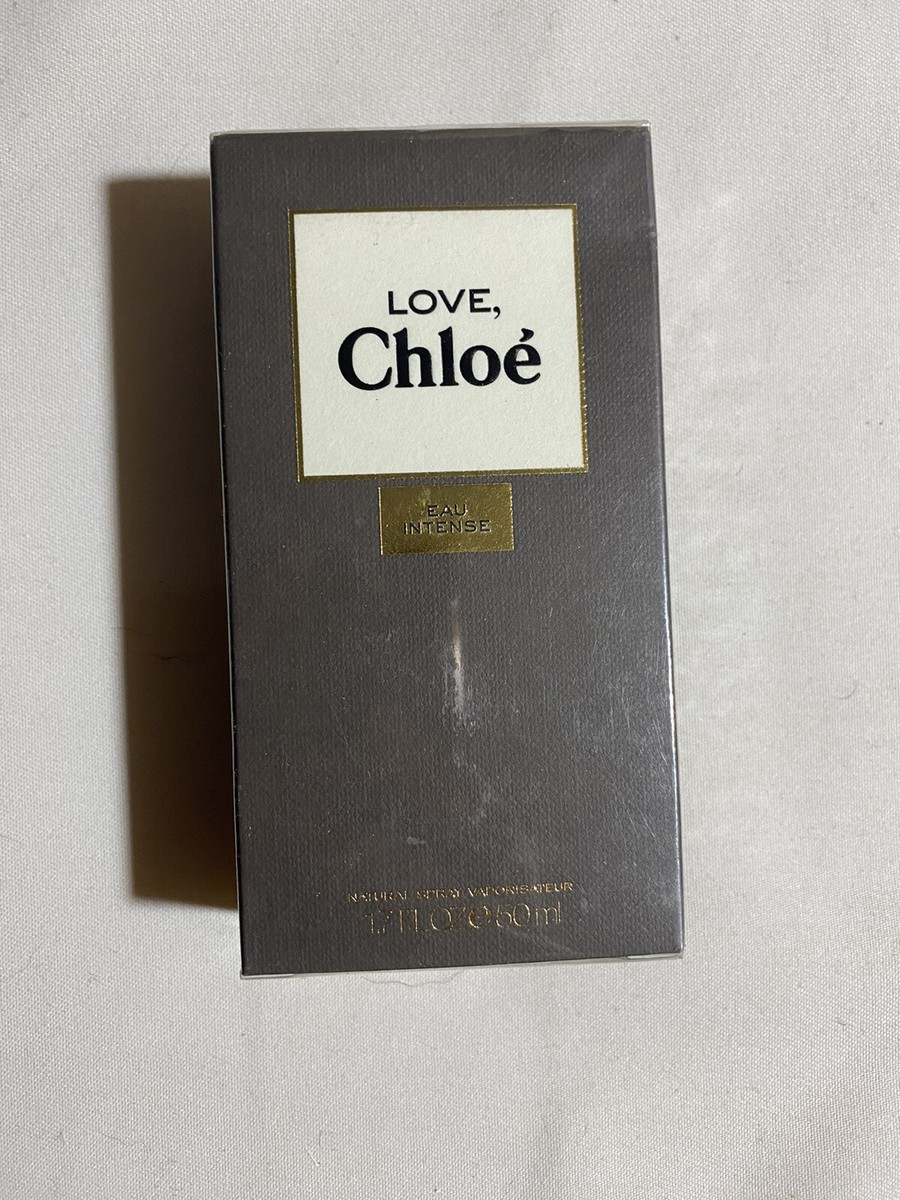 LOVE,
Chloé
EAU
INTENSE
NATURAL SPRAY VAPORISATEUR
1.7 FL OZ ℮ 50 ml